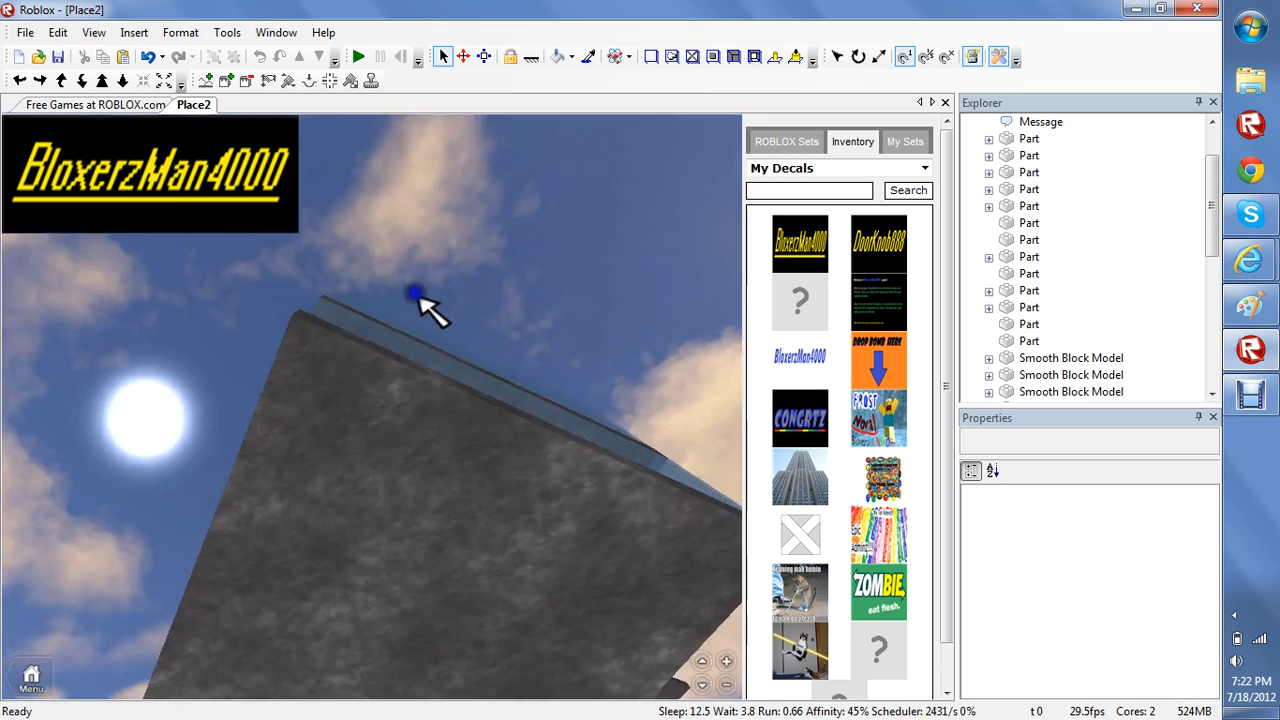 Roblox - [Place2]
File Edit View Insert Format Tools Window Help
Free Games at ROBLOX.com Place2
BloxerzMan4000
ROBLOX Sets Inventory My Sets
My Decals
Search
BloxerzMan4000 DoorKnob888
?
BloxerzMan4000 DROP BOMB HERE
CONGRTZ FROST
Epic
ZOMBIE
eat flesh.
?
Explorer
Message
Part
Part
Part
Part
Part
Part
Part
Part
Part
Part
Part
Part
Part
Smooth Block Model
Smooth Block Model
Smooth Block Model
Properties
Menu
Ready
Sleep: 12.5 Wait: 3.8 Run: 0.66 Affinity: 45% Scheduler: 2431/s 0% t 0 29.5fps Cores: 2 524MB
7:22 PM
7/18/2012